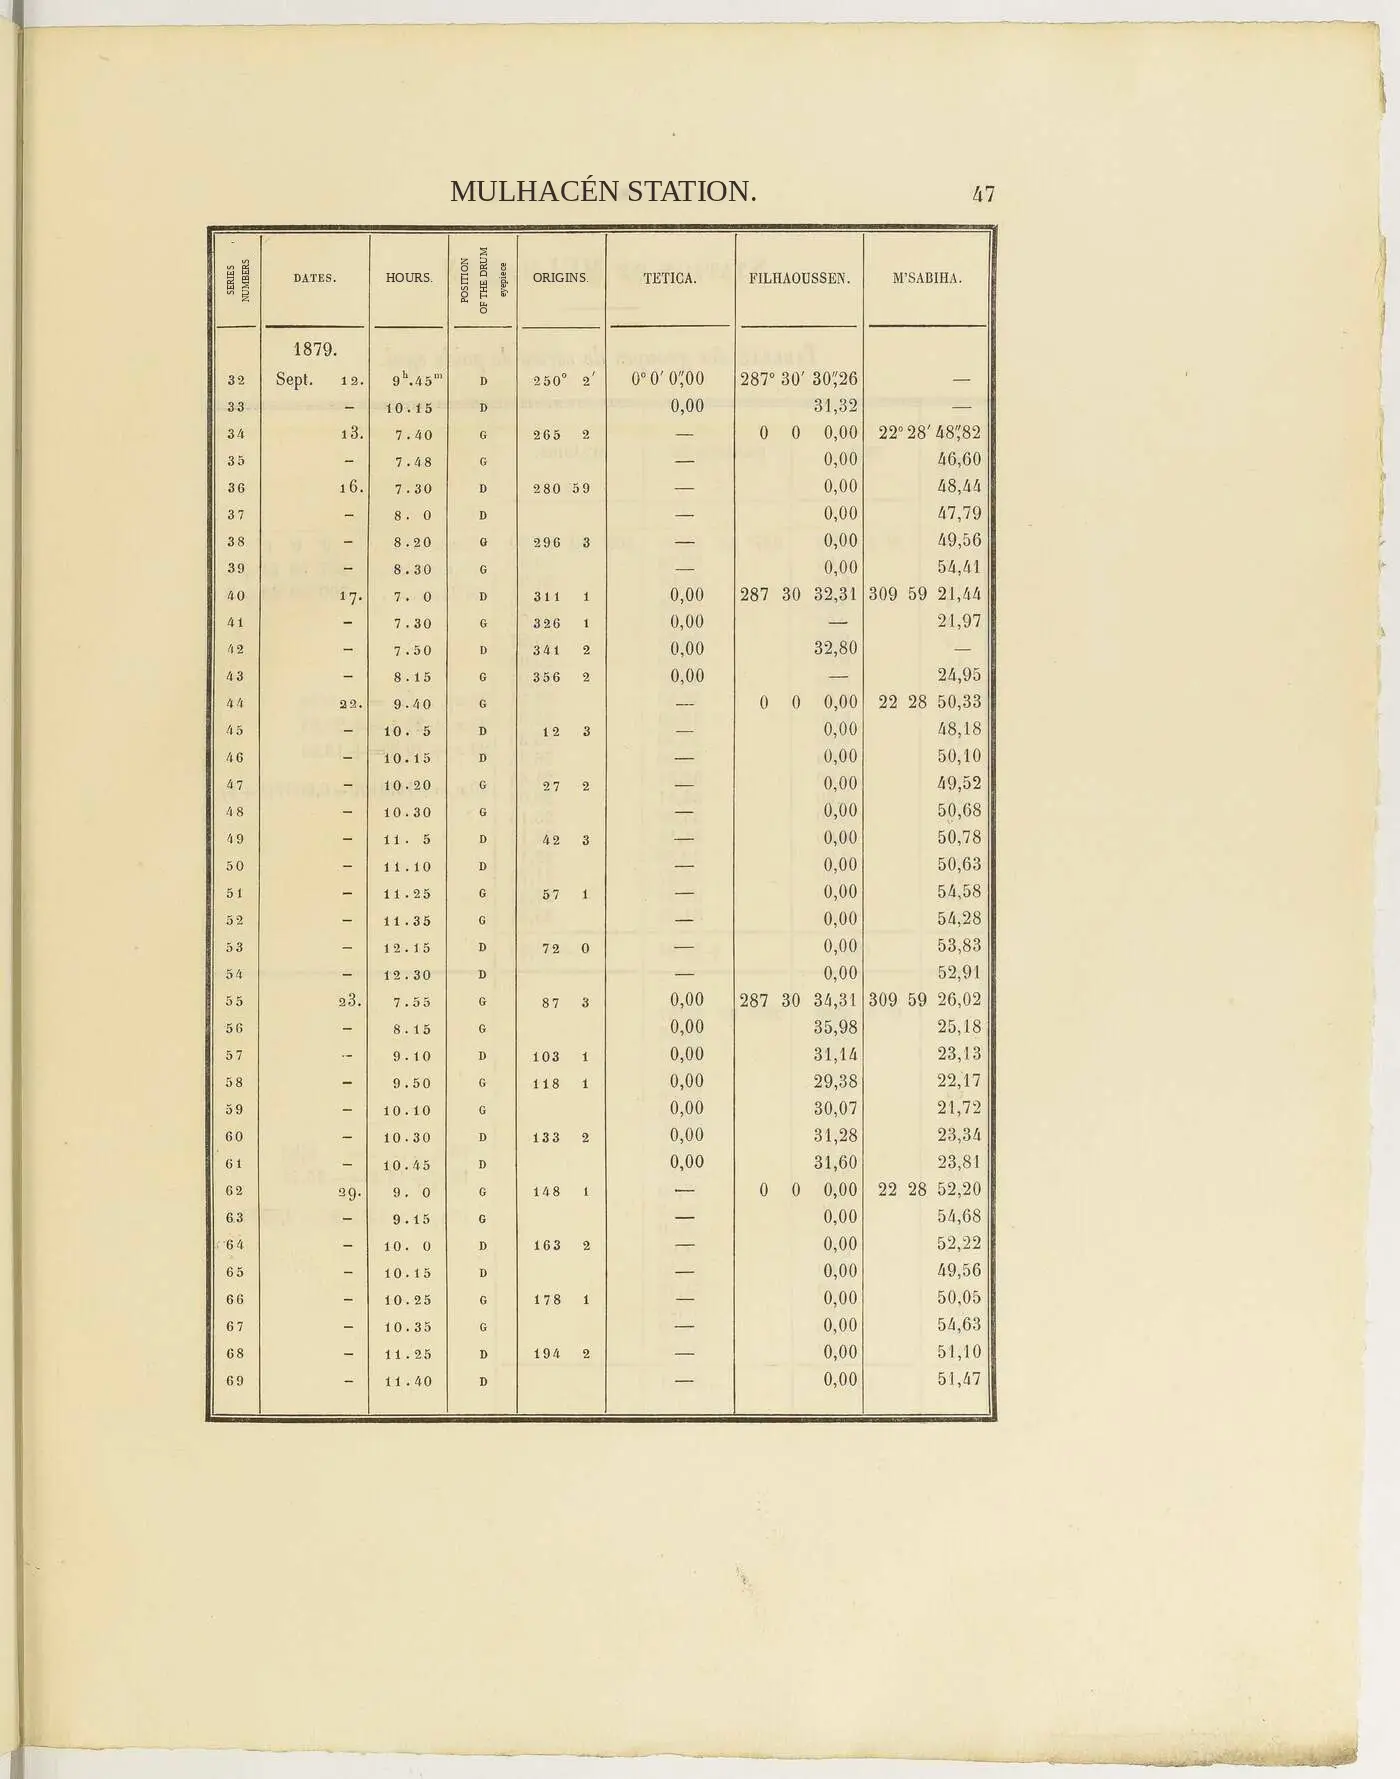 MULHACÉN STATION. 47
SERIES NUMBERS DATES. HOURS. POSITION OF THE DRUM eyepiece ORIGINS. TETICA. FILHAOUSSEN. M'SABIHA.
1879.
32 Sept. 12. 9ʰ.45ᵐ D 250° 2′ 0° 0′ 0″,00 287° 30′ 30″,26 —
33 – 10.15 D 0,00 31,32 —
34 13. 7.40 G 265 2 — 0 0 0,00 22° 28′ 48″,82
35 – 7.48 G — 0,00 46,60
36 16. 7.30 D 280 59 — 0,00 48,44
37 – 8. 0 D — 0,00 47,79
38 – 8.20 G 296 3 — 0,00 49,56
39 – 8.30 G — 0,00 54,41
40 17. 7. 0 D 311 1 0,00 287 30 32,31 309 59 21,44
41 – 7.30 G 326 1 0,00 — 21,97
42 – 7.50 D 341 2 0,00 32,80 —
43 – 8.15 G 356 2 0,00 — 24,95
44 22. 9.40 G — 0 0 0,00 22 28 50,33
45 – 10. 5 D 12 3 — 0,00 48,18
46 – 10.15 D — 0,00 50,10
47 – 10.20 G 27 2 — 0,00 49,52
48 – 10.30 G — 0,00 50,68
49 – 11. 5 D 42 3 — 0,00 50,78
50 – 11.10 D — 0,00 50,63
51 – 11.25 G 57 1 — 0,00 54,58
52 – 11.35 G — 0,00 54,28
53 – 12.15 D 72 0 — 0,00 53,83
54 – 12.30 D — 0,00 52,91
55 23. 7.55 G 87 3 0,00 287 30 34,31 309 59 26,02
56 – 8.15 G 0,00 35,98 25,18
57 – 9.10 D 103 1 0,00 31,14 23,13
58 – 9.50 G 118 1 0,00 29,38 22,17
59 – 10.10 G 0,00 30,07 21,72
60 – 10.30 D 133 2 0,00 31,28 23,34
61 – 10.45 D 0,00 31,60 23,81
62 29. 9. 0 G 148 1 — 0 0 0,00 22 28 52,20
63 – 9.15 G — 0,00 54,68
64 – 10. 0 D 163 2 — 0,00 52,22
65 – 10.15 D — 0,00 49,56
66 – 10.25 G 178 1 — 0,00 50,05
67 – 10.35 G — 0,00 54,63
68 – 11.25 D 194 2 — 0,00 51,10
69 – 11.40 D — 0,00 51,47